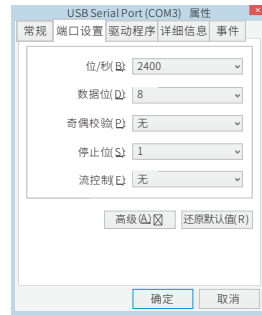 USB Serial Port (COM3) 属性
常规 端口设置 驱动程序 详细信息 事件
位/秒(B): 2400
数据位(D): 8
奇偶校验(P): 无
停止位(S): 1
流控制(F): 无
高级(A) 还原默认值(R)
确定 取消